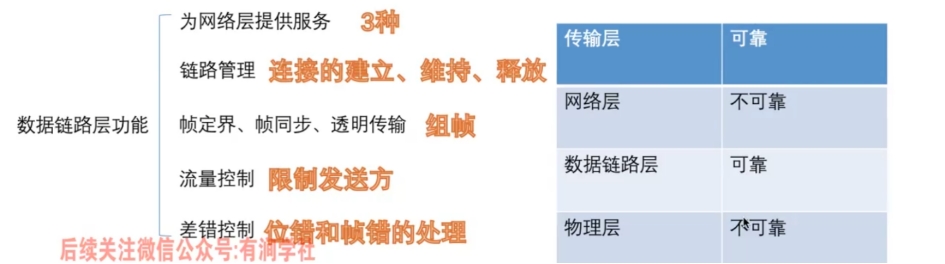 为网络层提供服务 3种
链路管理 连接的建立、维持、释放
数据链路层功能
帧定界、帧同步、透明传输 组帧
流量控制 限制发送方
差错控制 位错和帧错的处理
后续关注微信公众号:有涧学社
传输层 可靠
网络层 不可靠
数据链路层 可靠
物理层 不可靠